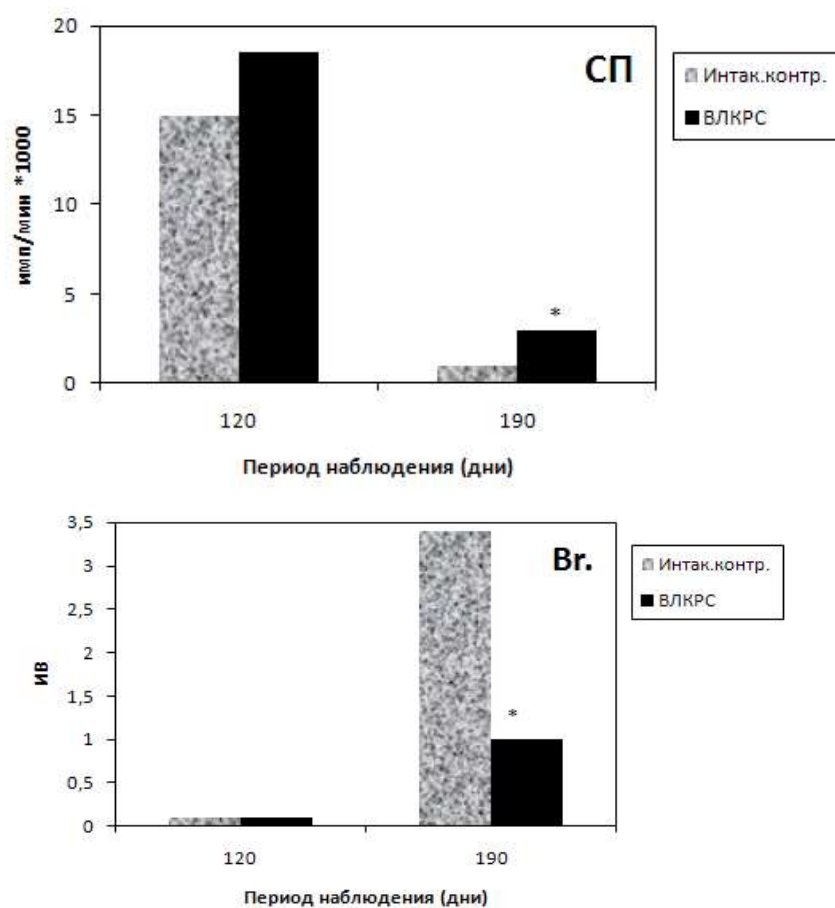 20
15
10
5
0
имп/мин *1000
СП
*
120
190
Период наблюдения (дни)
Интак.контр.
ВЛКРС
3,5
3
2,5
2
1,5
1
0,5
0
ИВ
Br.
*
120
190
Период наблюдения (дни)
Интак.контр.
ВЛКРС